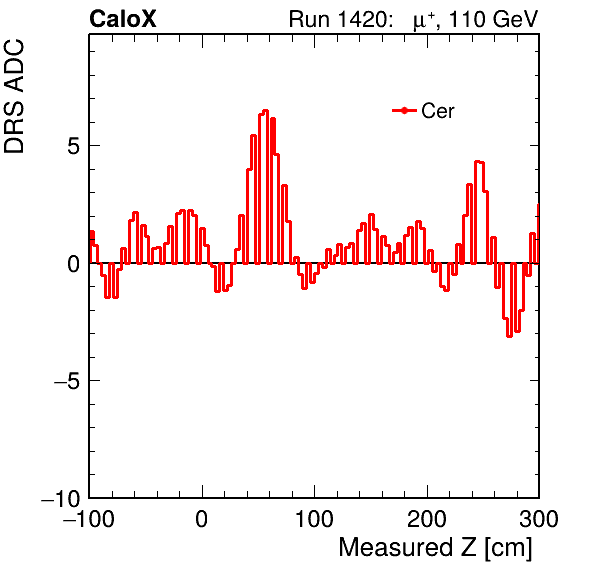 CaloX Run 1420: μ⁺, 110 GeV
DRS ADC
Cer
5
0
−5
−10
−100 0 100 200 300
Measured Z [cm]